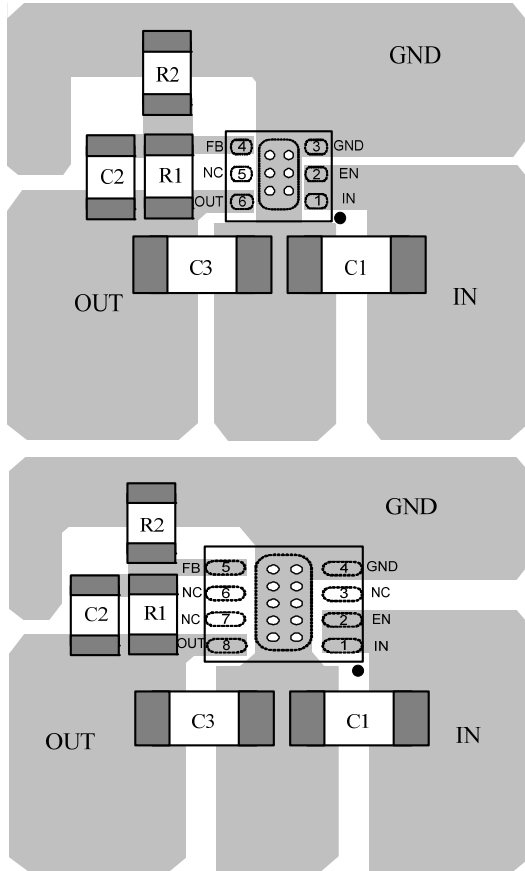 GND
R2
FB 4 3 GND
C2 R1 NC 5 2 EN
OUT 6 1 IN
C3 C1
OUT IN
GND
R2
FB 5 4 GND
NC 6 3 NC
C2 R1 NC 7 2 EN
OUT 8 1 IN
C3 C1
OUT IN